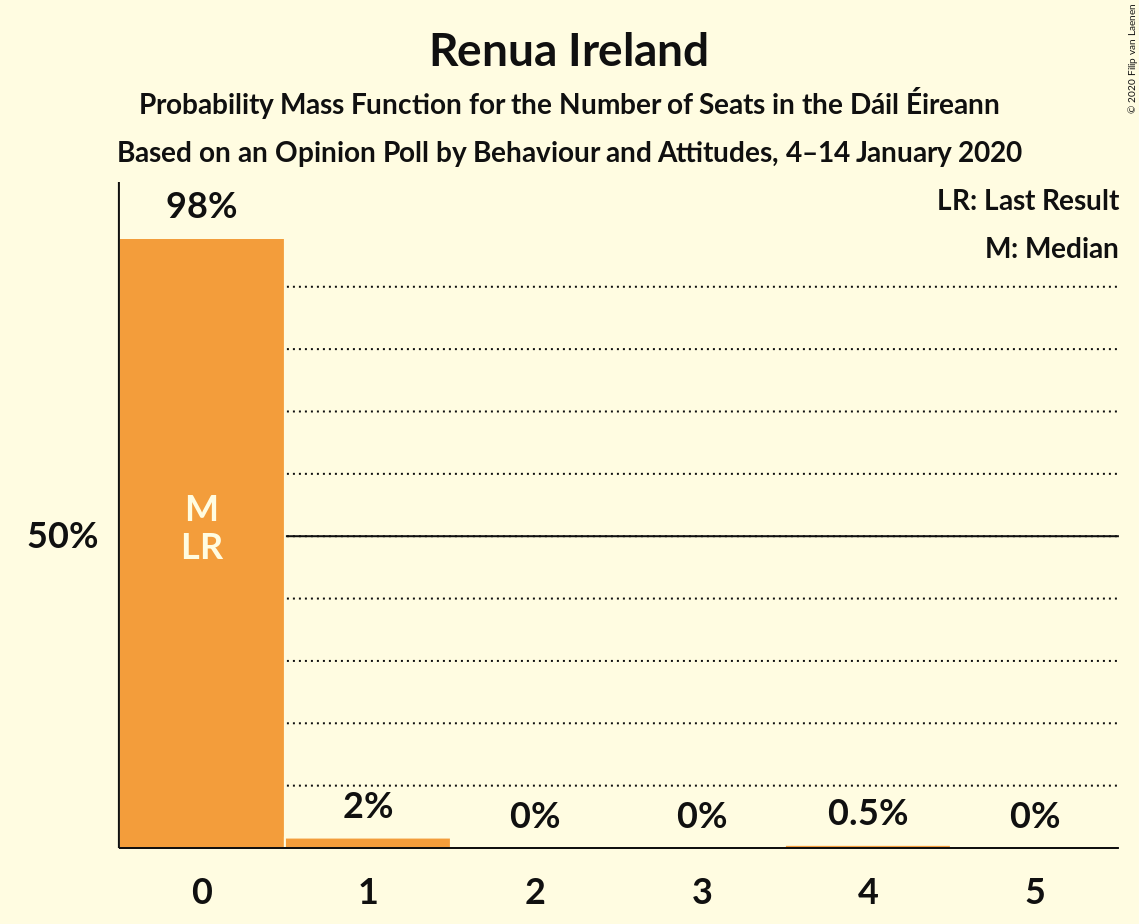 Renua Ireland
Probability Mass Function for the Number of Seats in the Dáil Éireann
Based on an Opinion Poll by Behaviour and Attitudes, 4–14 January 2020
© 2020 Filip van Laenen
LR: Last Result
M: Median
98%
M
LR
50%
2%
0%
0%
0.5%
0%
0
1
2
3
4
5